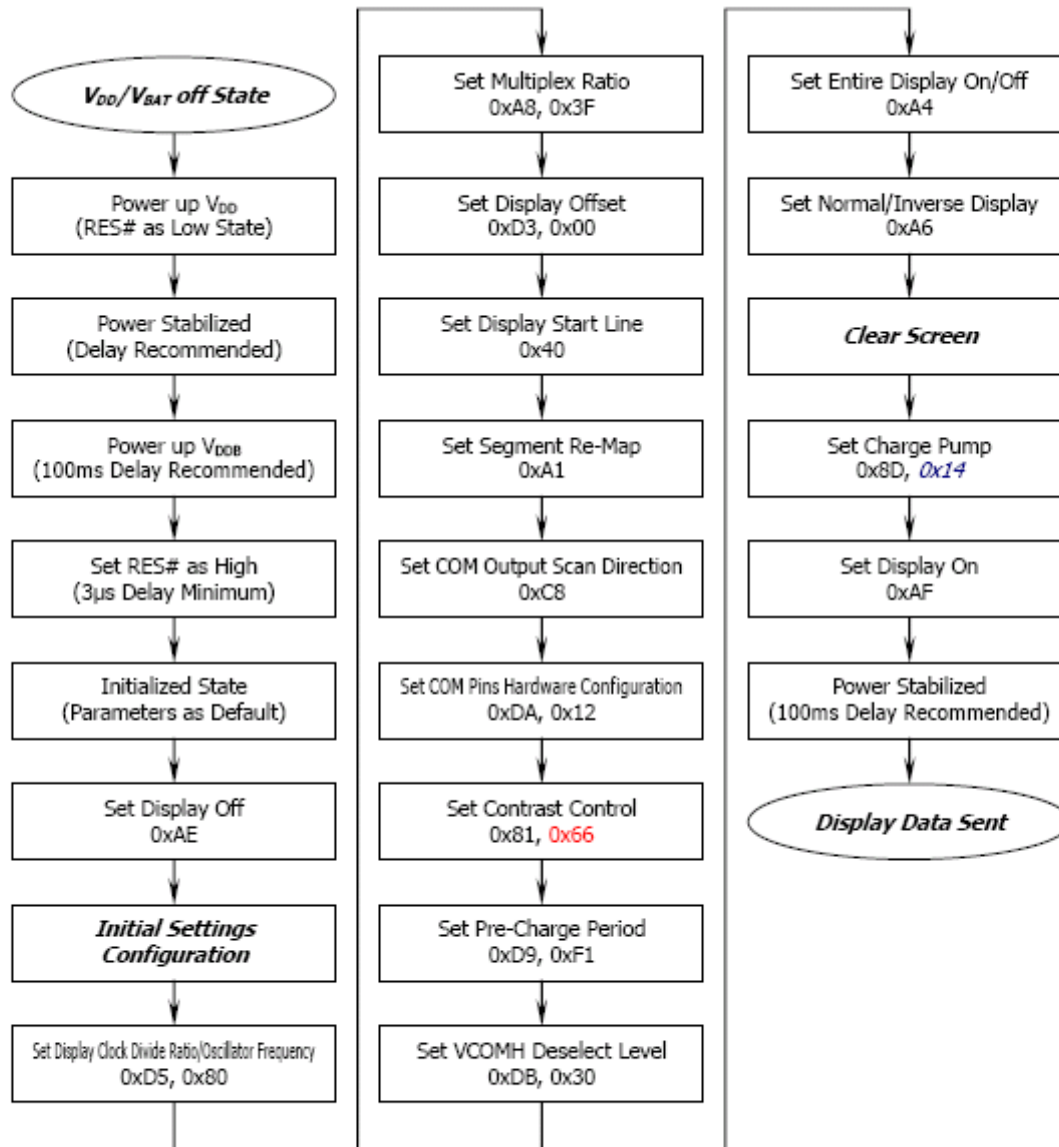 V_DD/V_BAT off State
Power up V_DD
(RES# as Low State)
Power Stabilized
(Delay Recommended)
Power up V_DDB
(100ms Delay Recommended)
Set RES# as High
(3µs Delay Minimum)
Initialized State
(Parameters as Default)
Set Display Off
0xAE
Initial Settings
Configuration
Set Display Clock Divide Ratio/Oscillator Frequency
0xD5, 0x80
Set Multiplex Ratio
0xA8, 0x3F
Set Display Offset
0xD3, 0x00
Set Display Start Line
0x40
Set Segment Re-Map
0xA1
Set COM Output Scan Direction
0xC8
Set COM Pins Hardware Configuration
0xDA, 0x12
Set Contrast Control
0x81, 0x66
Set Pre-Charge Period
0xD9, 0xF1
Set VCOMH Deselect Level
0xDB, 0x30
Set Entire Display On/Off
0xA4
Set Normal/Inverse Display
0xA6
Clear Screen
Set Charge Pump
0x8D, 0x14
Set Display On
0xAF
Power Stabilized
(100ms Delay Recommended)
Display Data Sent